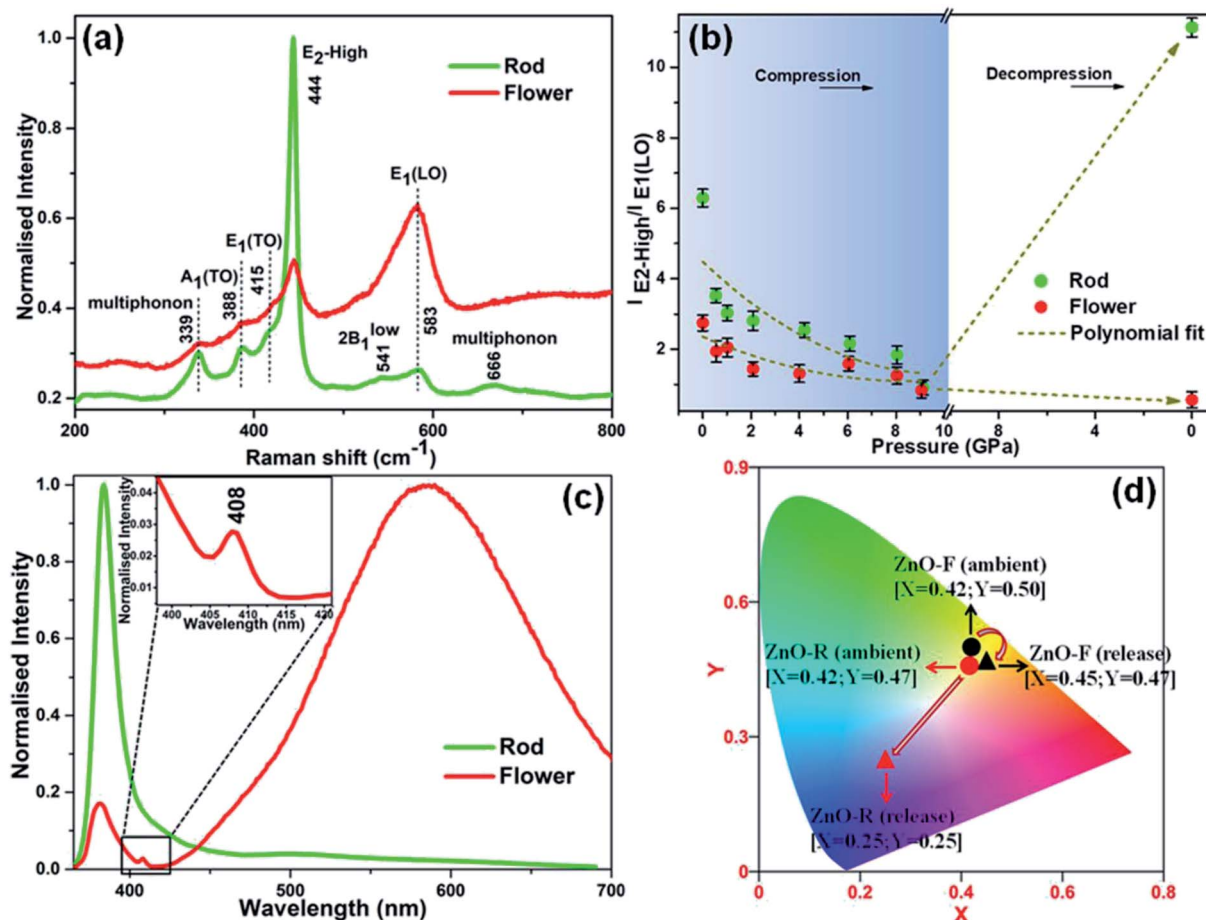 (a)
E2-High
444
Rod
Flower
E1(LO)
E1(TO)
A1(TO)
415
multiphonon
388
339
2B1low
541
583
multiphonon
666
1.0
0.8
0.6
0.4
0.2
Normalised Intensity
200 300 400 500 600 700 800
Raman shift (cm-1)
(b)
Compression
Decompression
Rod
Flower
Polynomial fit
11
10
8
6
4
2
I E2-High/I E1(LO)
0 2 4 6 8 10 8 4 0
Pressure (GPa)
(c)
408
0.04
0.03
0.02
0.01
Normalised Intensity
400 405 410 415 420
Wavelength (nm)
Rod
Flower
1.0
0.8
0.6
0.4
0.2
0.0
Normalised Intensity
400 500 600 700
Wavelength (nm)
(d)
ZnO-F (ambient)
[X=0.42;Y=0.50]
ZnO-R (ambient)
[X=0.42;Y=0.47]
ZnO-F (release)
[X=0.45;Y=0.47]
ZnO-R (release)
[X=0.25;Y=0.25]
0.9
0.6
0.3
0
Y
0 0.2 0.4 0.6 0.8
X